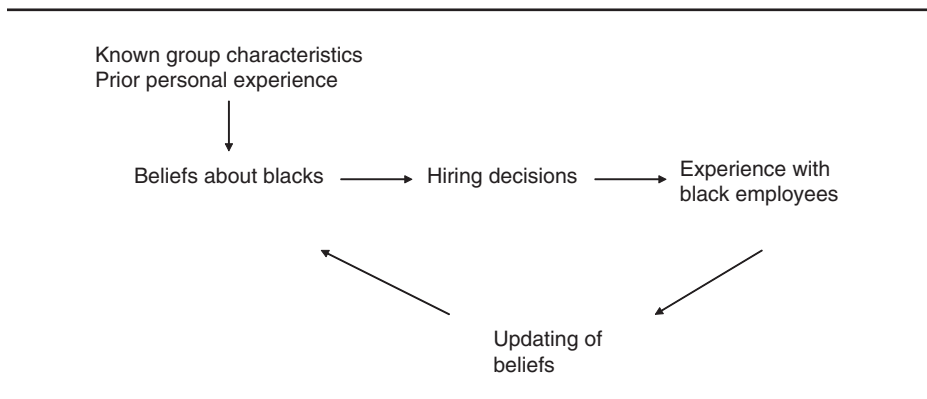 Known group characteristics
Prior personal experience
Beliefs about blacks
Hiring decisions
Experience with
black employees
Updating of
beliefs